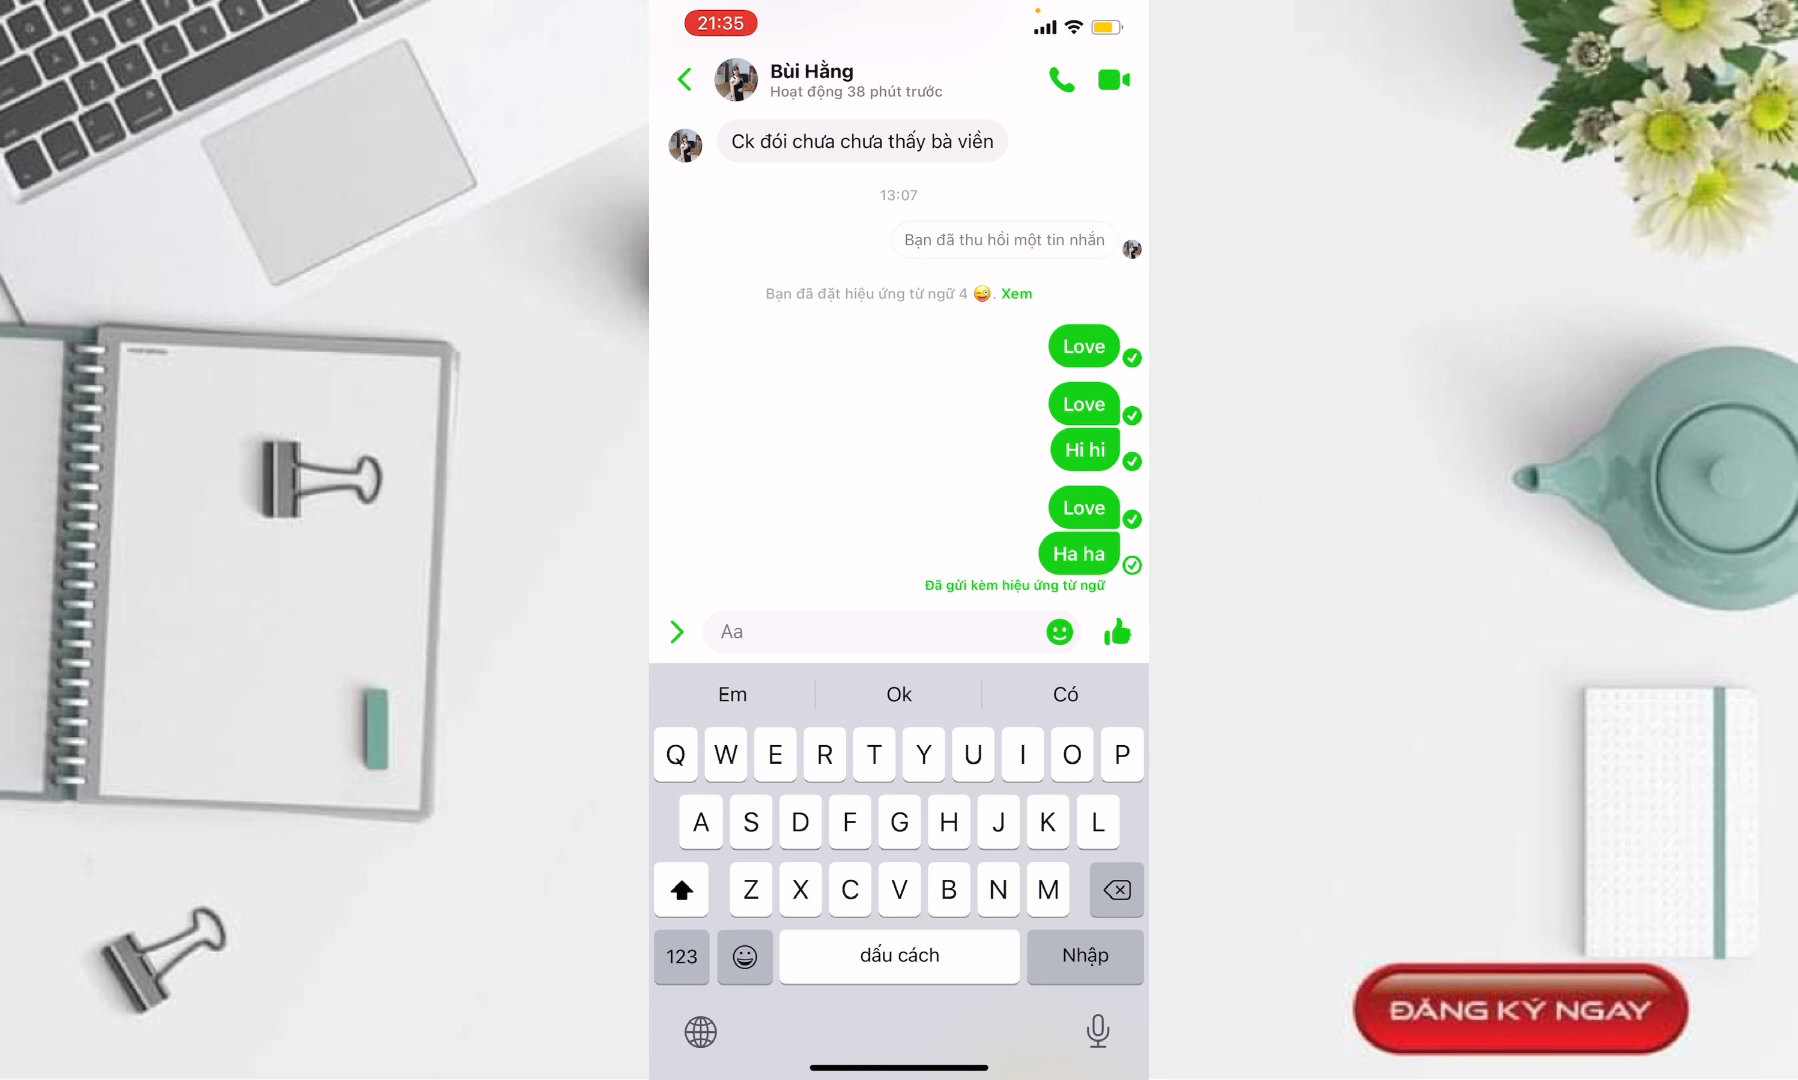 21:35
Bùi Hằng
Hoạt động 38 phút trước
Ck đói chưa chưa thấy bà viền
13:07
Bạn đã thu hồi một tin nhắn
Bạn đã đặt hiệu ứng từ ngữ 4 😜. Xem
Love
Love
Hi hi
Love
Ha ha
Đã gửi kèm hiệu ứng từ ngữ
Aa
Em Ok Có
Q W E R T Y U I O P
A S D F G H J K L
Z X C V B N M
123 dấu cách Nhập
ĐĂNG KÝ NGAY